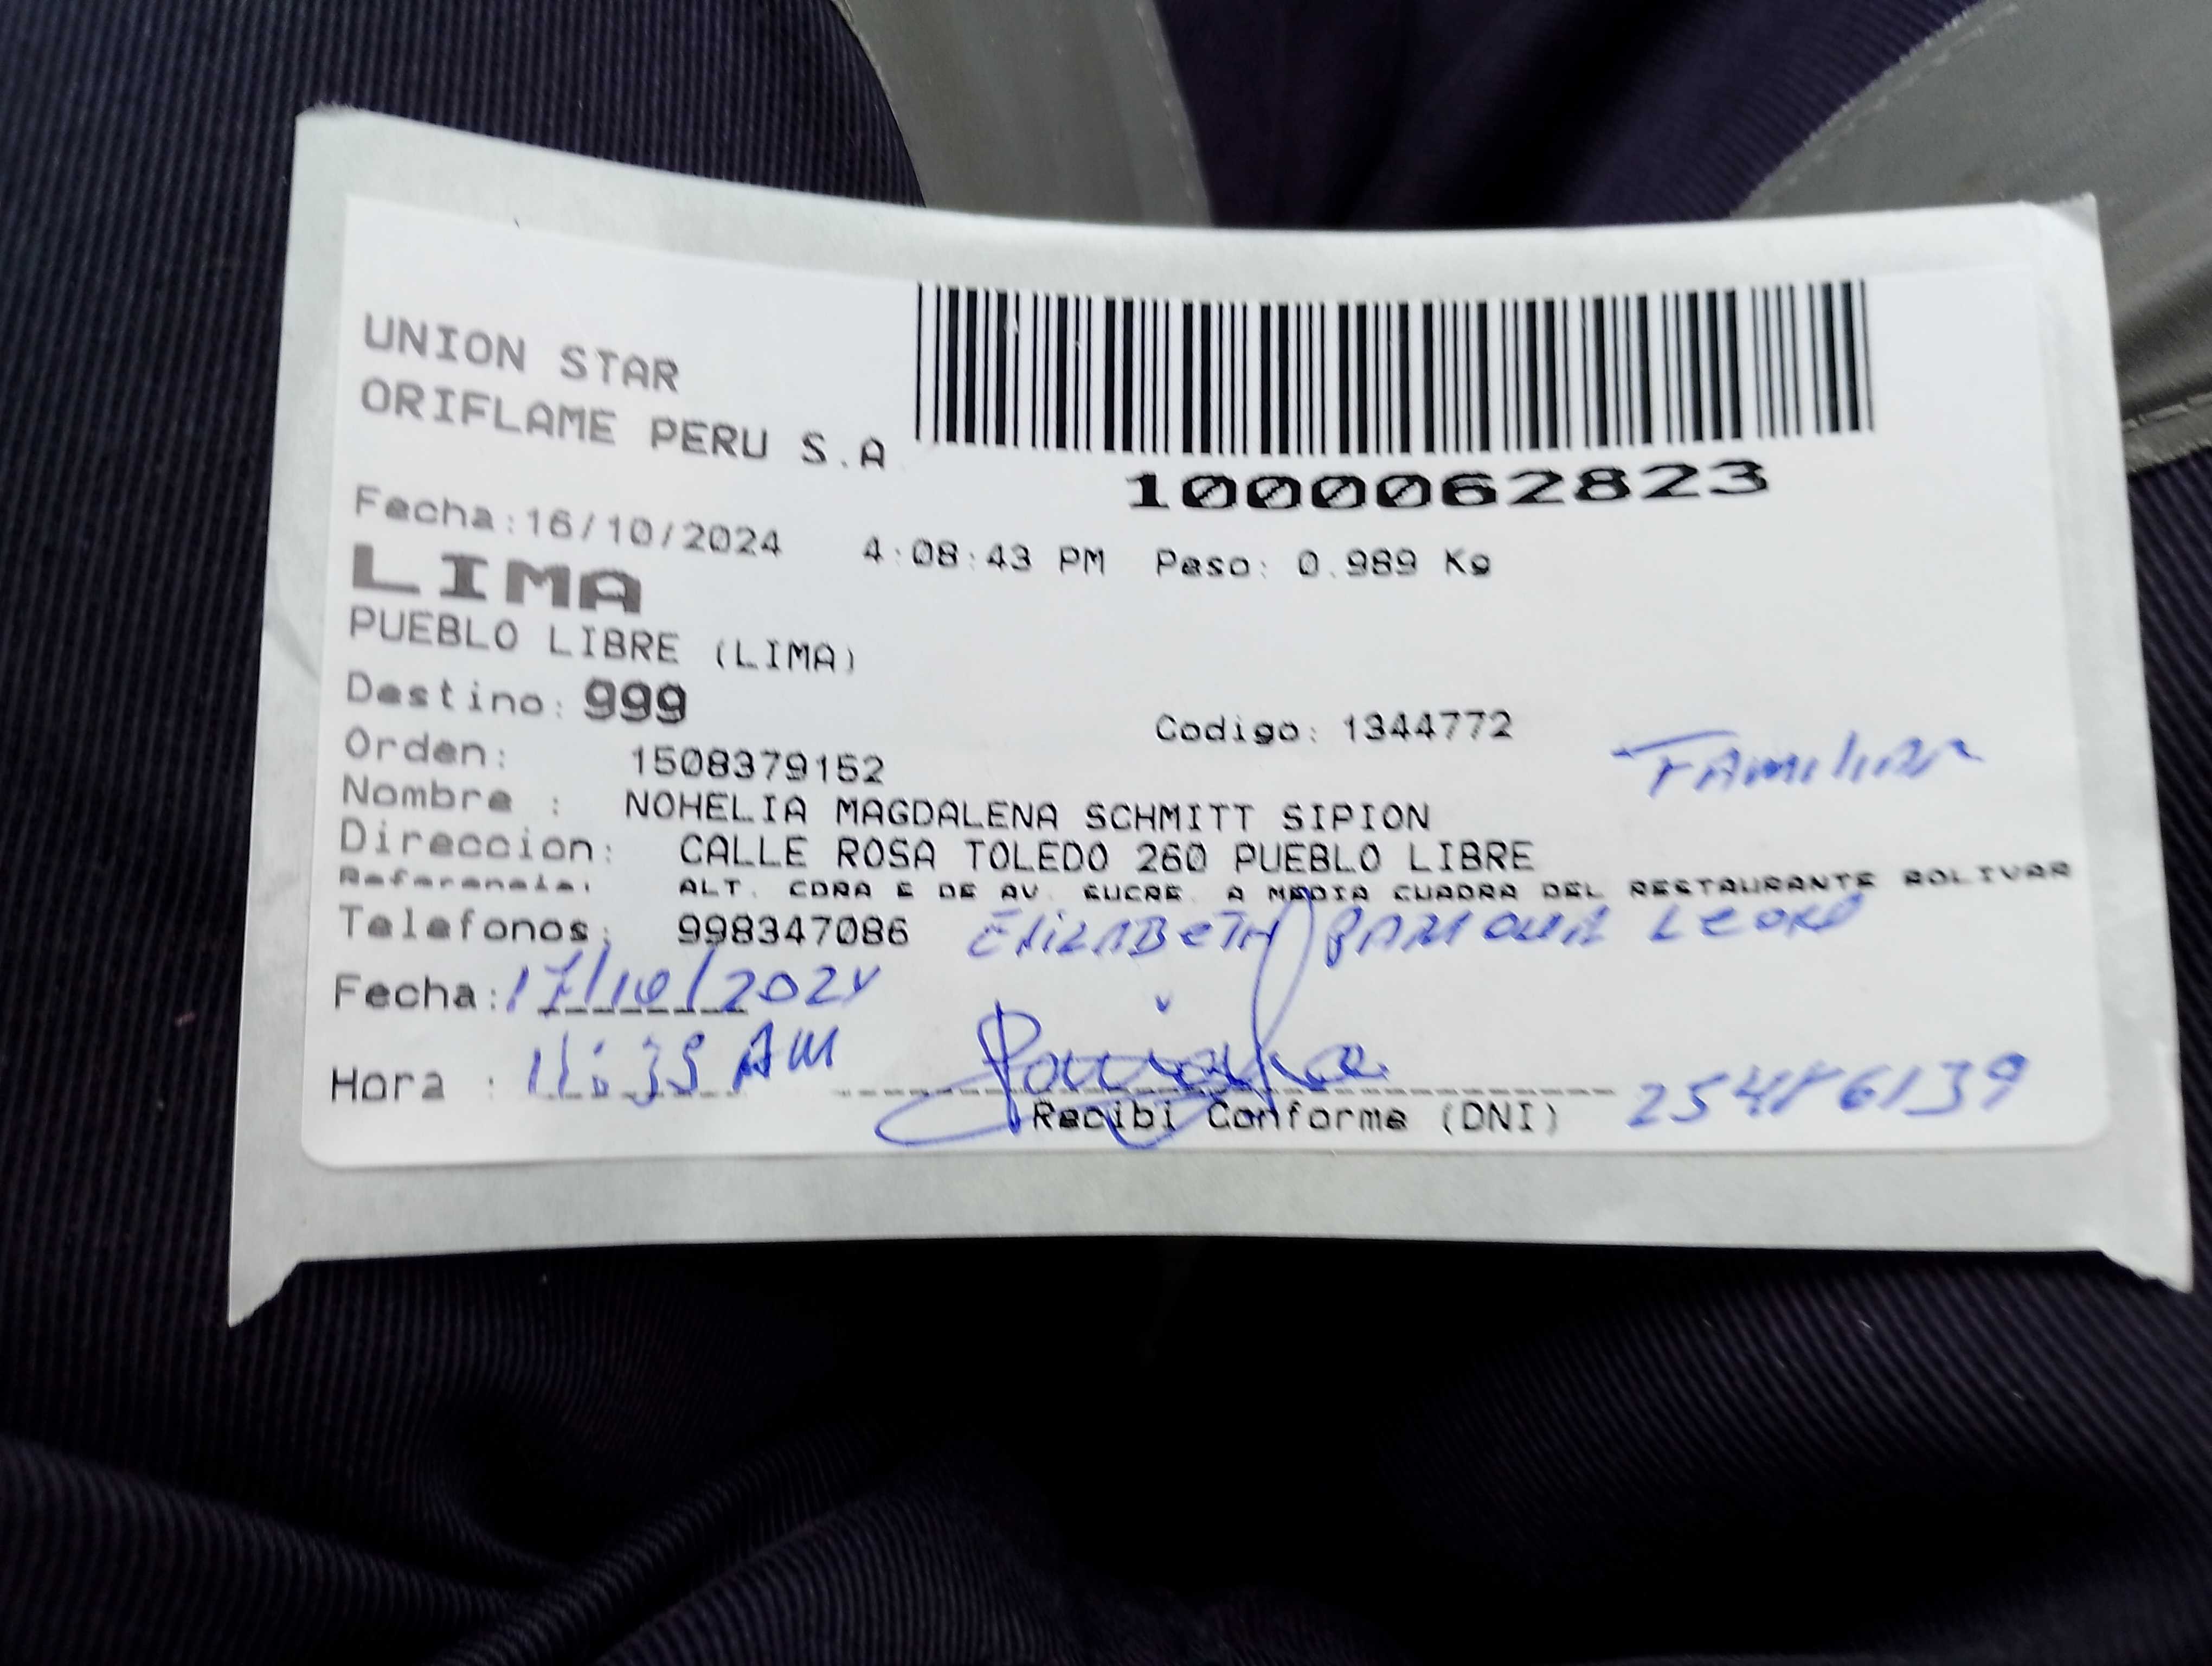 UNION STAR
ORIFLAME PERU S.A
1000062823
Fecha:16/10/2024 4:08:43 PM Peso: 0.989 Kg
LIMA
PUEBLO LIBRE (LIMA)
Destino: 999
Codigo: 1344772
Orden: 1508379152
Familiar
Nombre : NOHELIA MAGDALENA SCHMITT SIPION
Direccion: CALLE ROSA TOLEDO 260 PUEBLO LIBRE
Referencia: ALT. CDRA DE AV. SUCRE. A MEDIA CUADRA DEL RESTAURANTE BOLIVAR
Telefonos: 998347086 ELIZABETH
Fecha: 17/10/2024
Hora : 11:35 AM
Recibi Conforme (DNI)